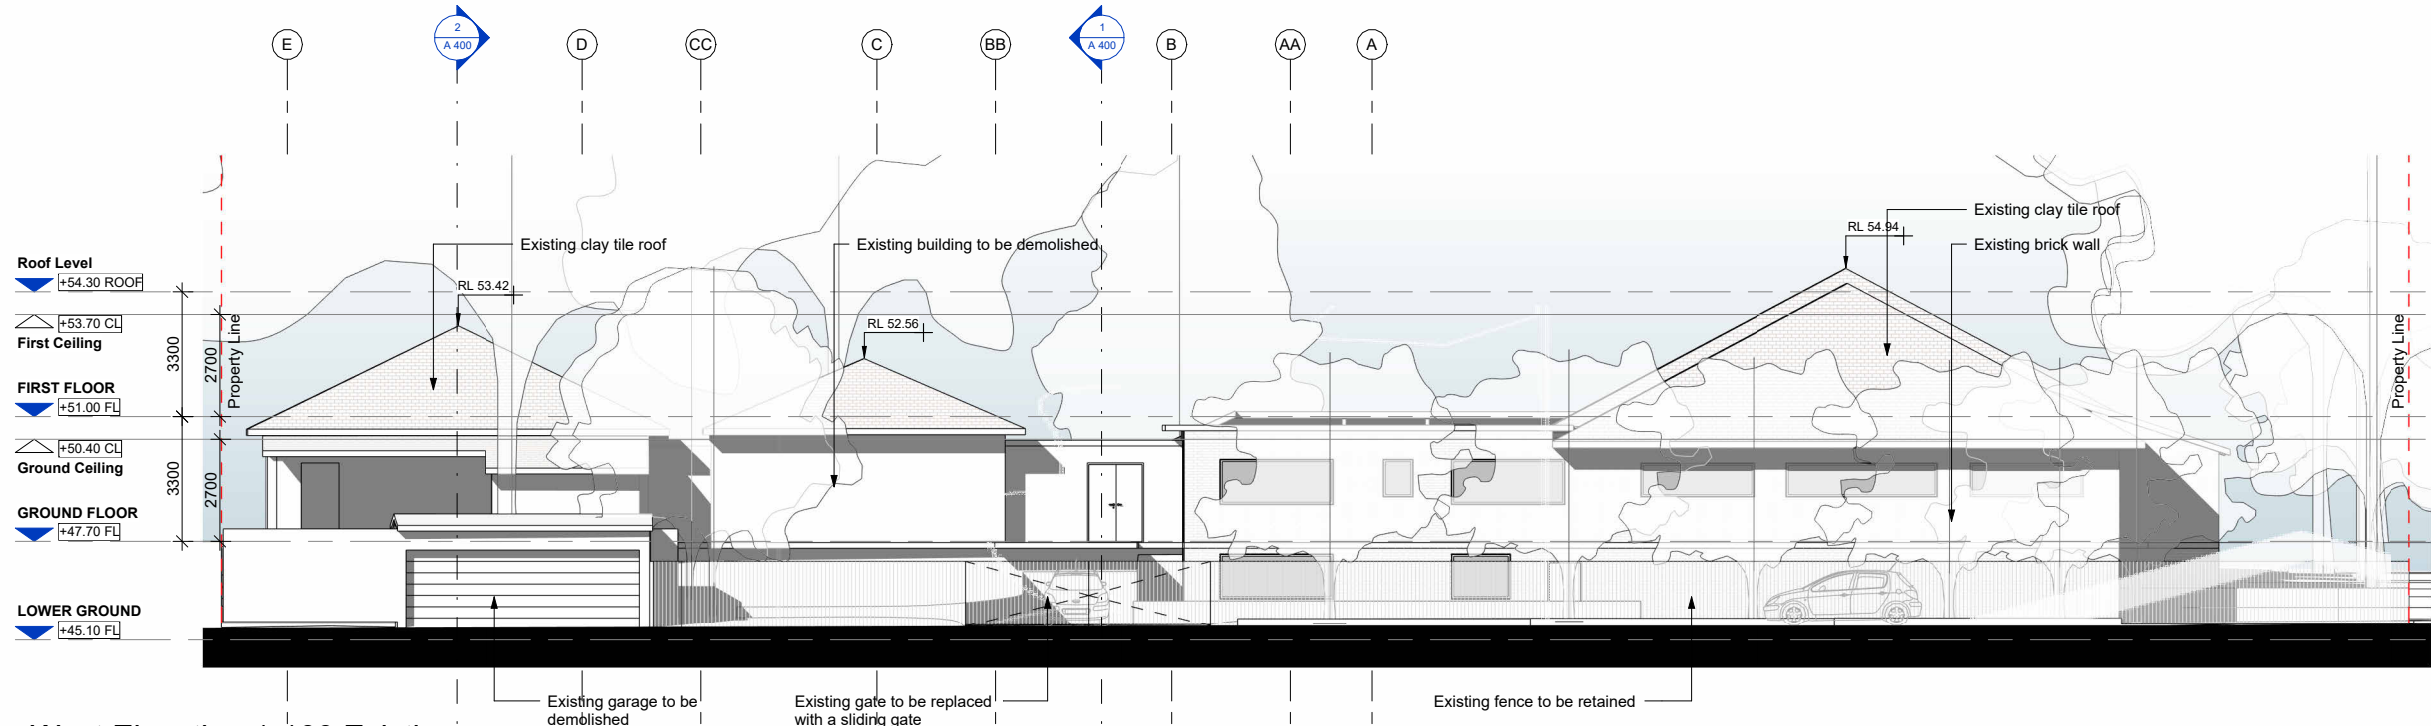 E
2
A 400
D
CC
C
BB
1
A 400
B
AA
A
Existing clay tile roof
RL 54.94
Existing clay tile roof
Existing building to be demolished
Existing brick wall
Roof Level
+54.30 ROOF
RL 53.42
+53.70 CL
First Ceiling
RL 52.56
3300
2700
Property Line
Property Line
FIRST FLOOR
+51.00 FL
+50.40 CL
Ground Ceiling
3300
2700
GROUND FLOOR
+47.70 FL
LOWER GROUND
+45.10 FL
Existing garage to be
demolished
Existing gate to be replaced
with a sliding gate
Existing fence to be retained